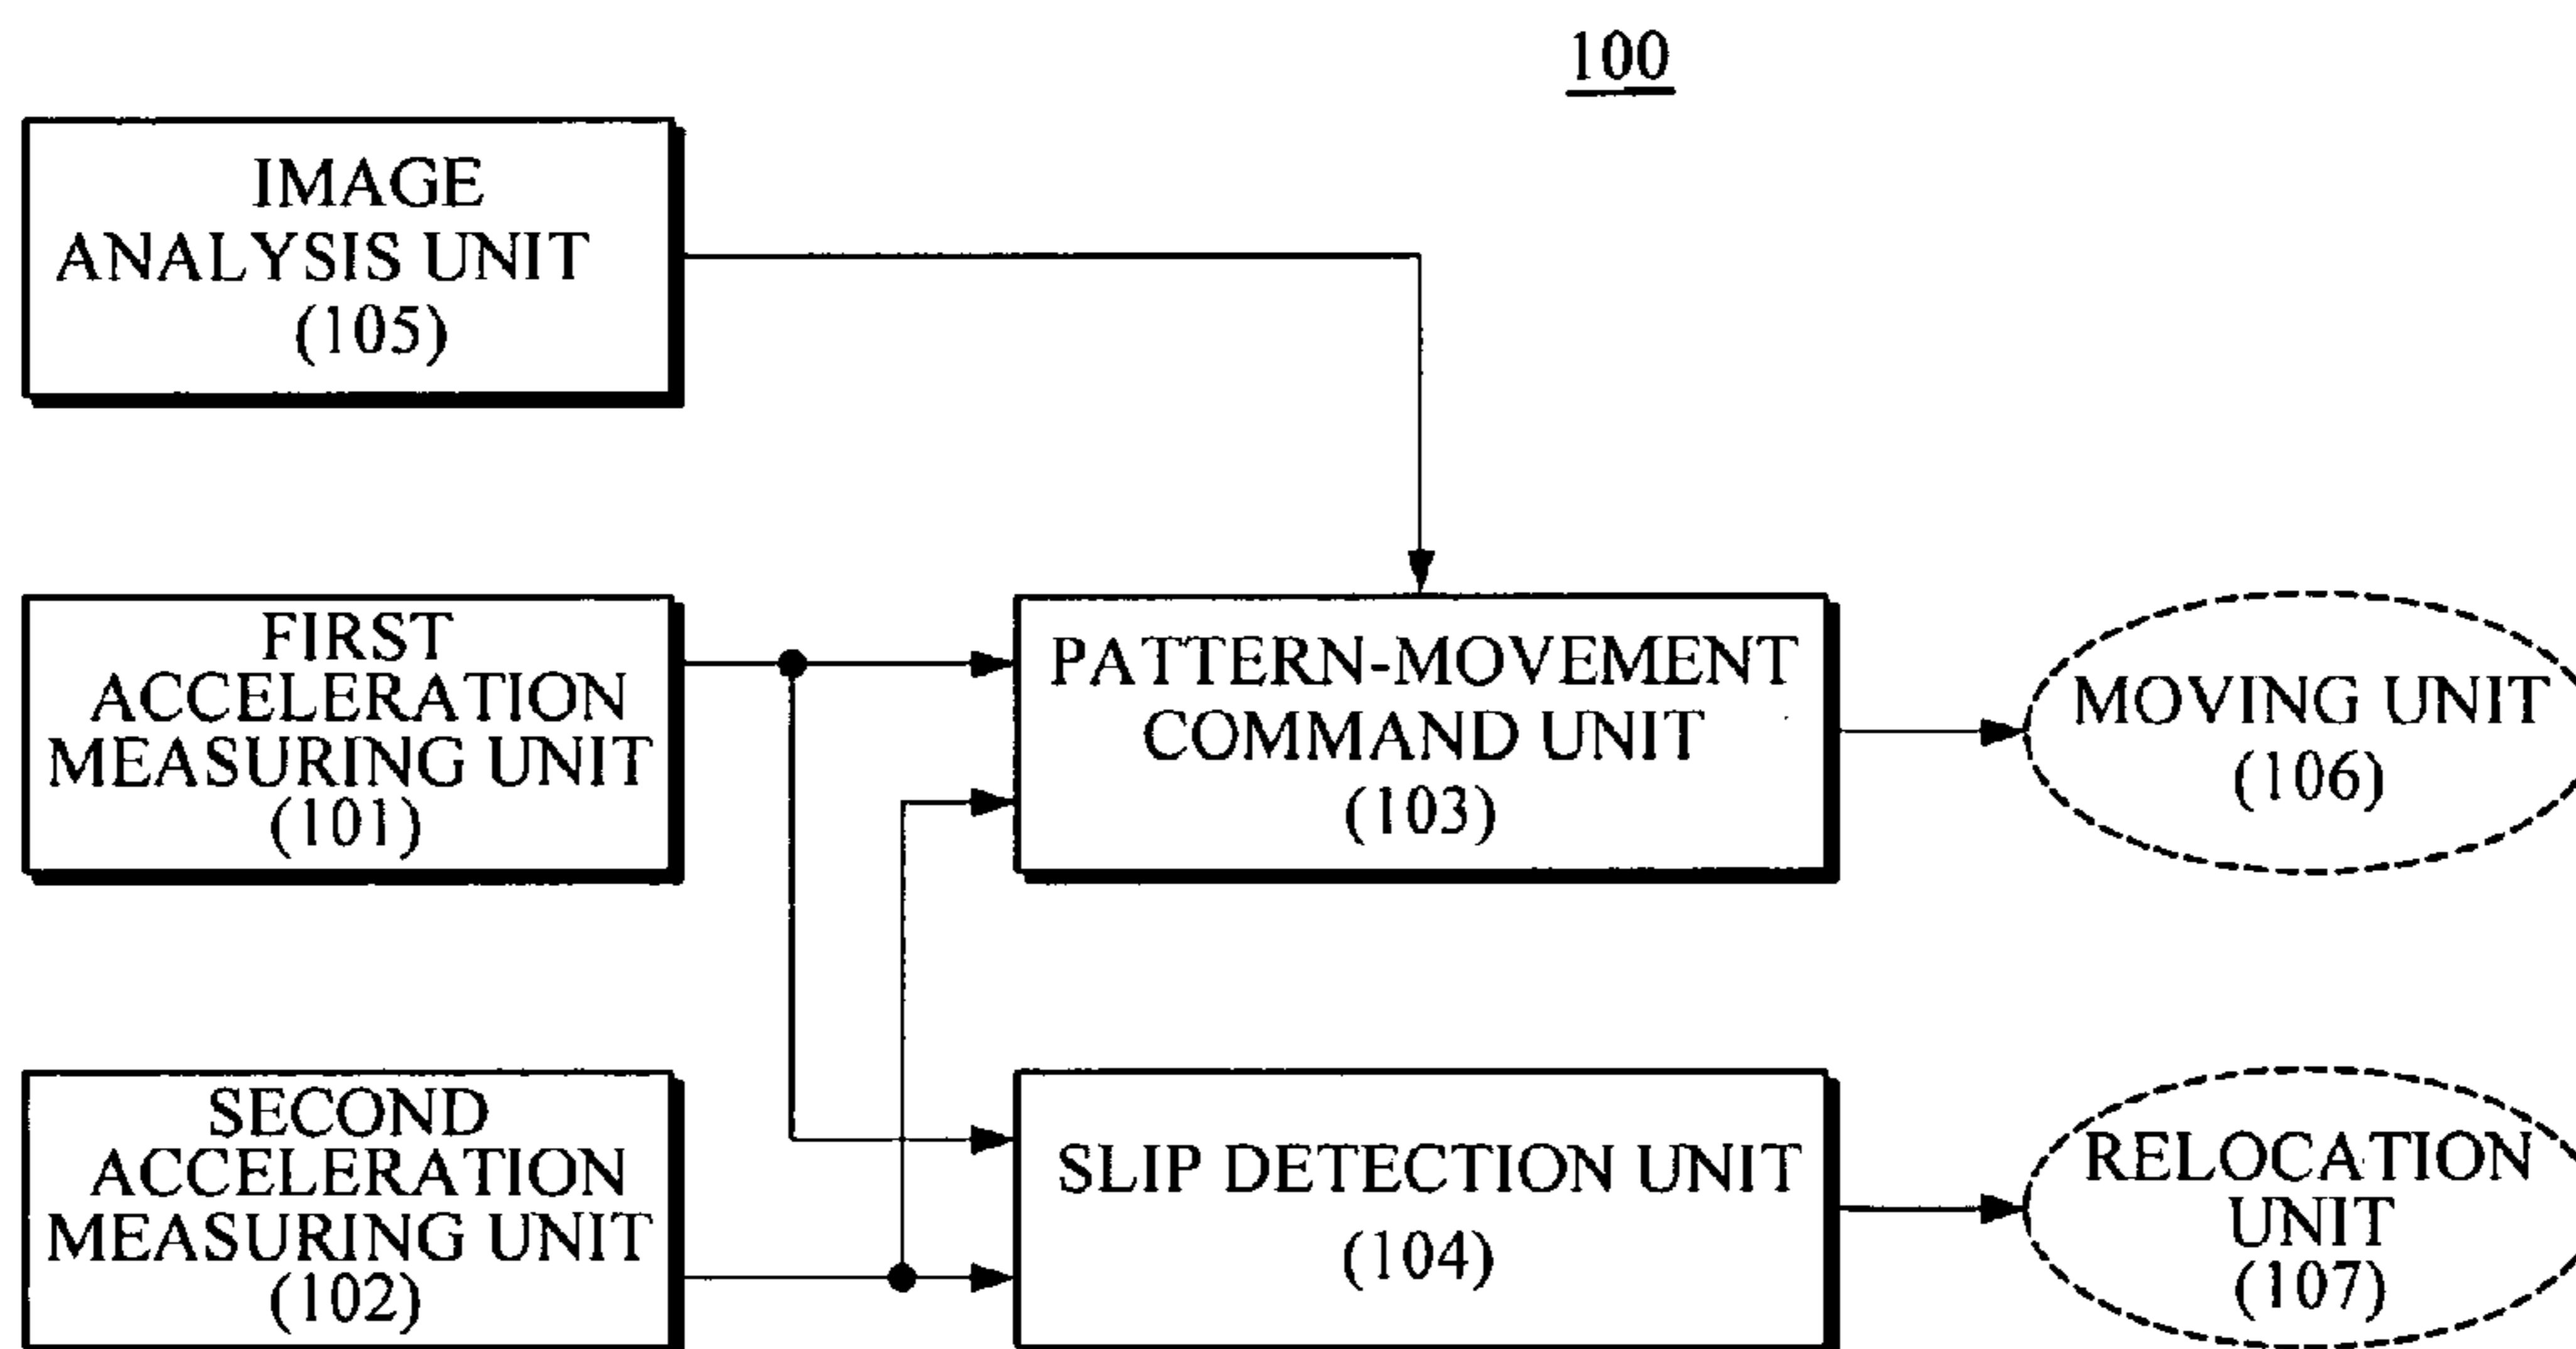 100
IMAGE
ANALYSIS UNIT
(105)
FIRST
ACCELERATION
MEASURING UNIT
(101)
PATTERN-MOVEMENT
COMMAND UNIT
(103)
MOVING UNIT
(106)
SECOND
ACCELERATION
MEASURING UNIT
(102)
SLIP DETECTION UNIT
(104)
RELOCATION
UNIT
(107)